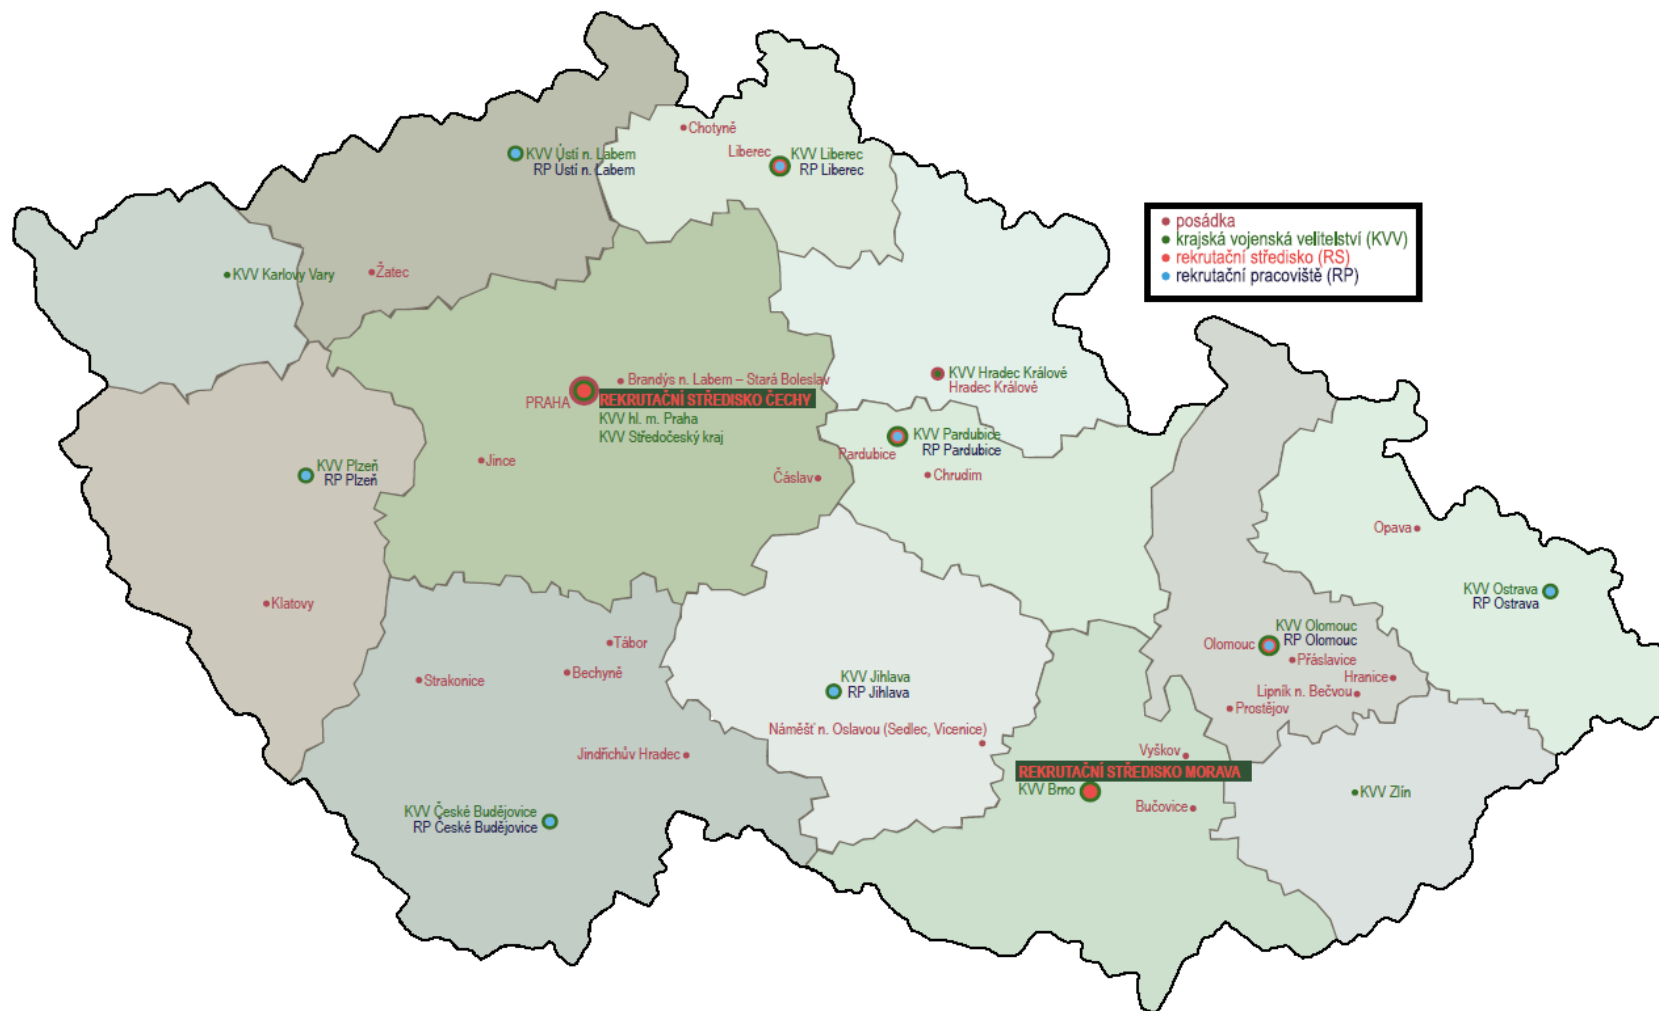 Chotyně
Liberec
KVV Liberec
RP Liberec
KVV Ústí n. Labem
RP Ústí n. Labem
posádka
krajská vojenská velitelství (KVV)
rekrutační středisko (RS)
rekrutační pracoviště (RP)
KVV Karlovy Vary
Žatec
Brandýs n. Labem – Stará Boleslav
PRAHA
REKRUTAČNÍ STŘEDISKO ČECHY
KVV hl. m. Praha
KVV Středočeský kraj
KVV Hradec Králové
Hradec Králové
KVV Pardubice
RP Pardubice
Pardubice
Chrudim
Jince
Čáslav
KVV Plzeň
RP Plzeň
Opava
KVV Ostrava
RP Ostrava
Klatovy
Tábor
Bechyně
Strakonice
KVV Olomouc
RP Olomouc
Olomouc
Přáslavice
Hranice
Lipník n. Bečvou
Prostějov
KVV Jihlava
RP Jihlava
Náměšť n. Oslavou (Sedlec, Vicenice)
Jindřichův Hradec
Vyškov
REKRUTAČNÍ STŘEDISKO MORAVA
KVV Brno
Bučovice
KVV Zlín
KVV České Budějovice
RP České Budějovice